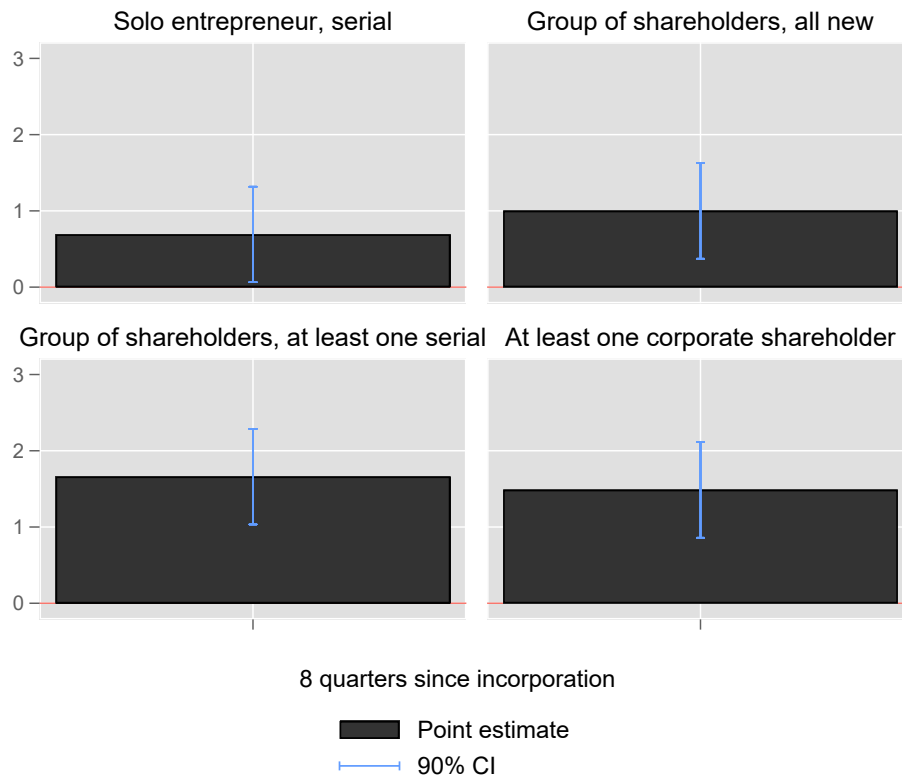 Solo entrepreneur, serial
Group of shareholders, all new
3
2
1
0
Group of shareholders, at least one serial
At least one corporate shareholder
3
2
1
0
8 quarters since incorporation
Point estimate
90% CI